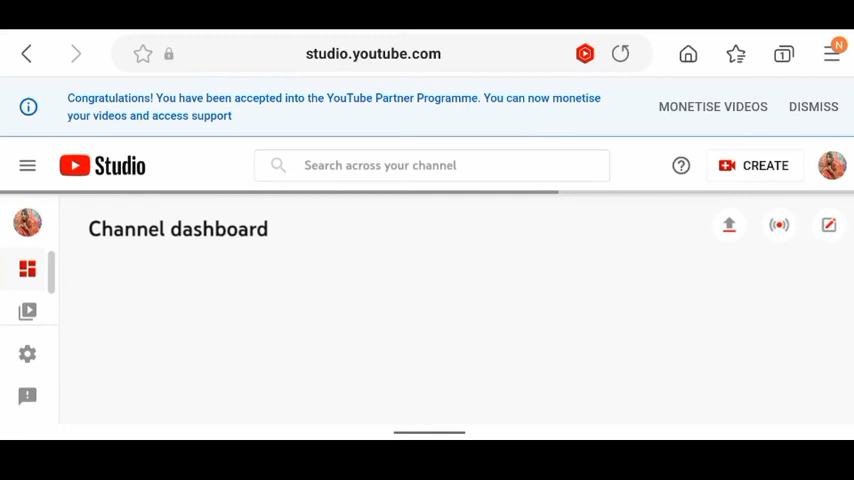 studio.youtube.com
1
N
Congratulations! You have been accepted into the YouTube Partner Programme. You can now monetise
your videos and access support
MONETISE VIDEOS
DISMISS
Studio
Search across your channel
CREATE
Channel dashboard